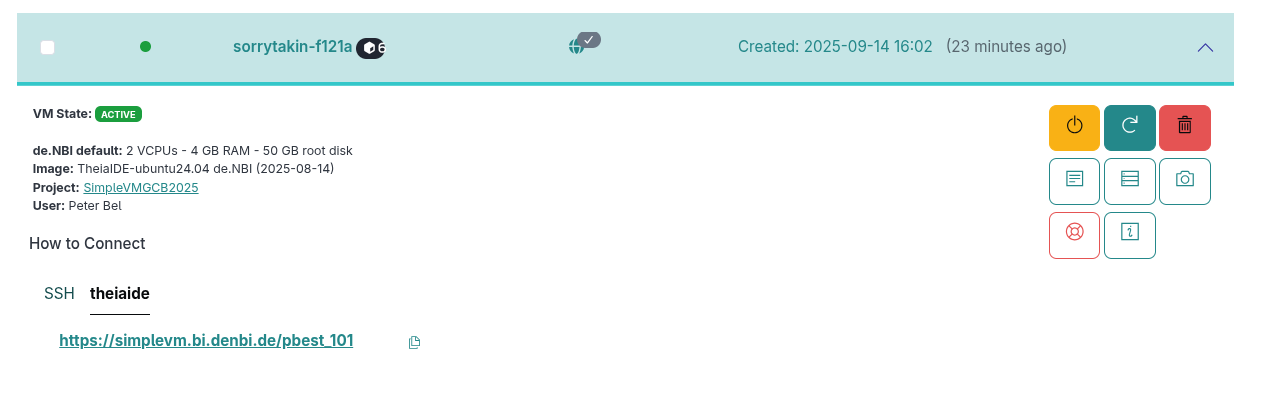 sorrytakin-f121a 6
Created: 2025-09-14 16:02 (23 minutes ago)
VM State: ACTIVE
de.NBI default: 2 VCPUs - 4 GB RAM - 50 GB root disk
Image: TheiaIDE-ubuntu24.04 de.NBI (2025-08-14)
Project: SimpleVMGCB2025
User: Peter Bel
How to Connect
SSH theiaide
https://simplevm.bi.denbi.de/pbest_101